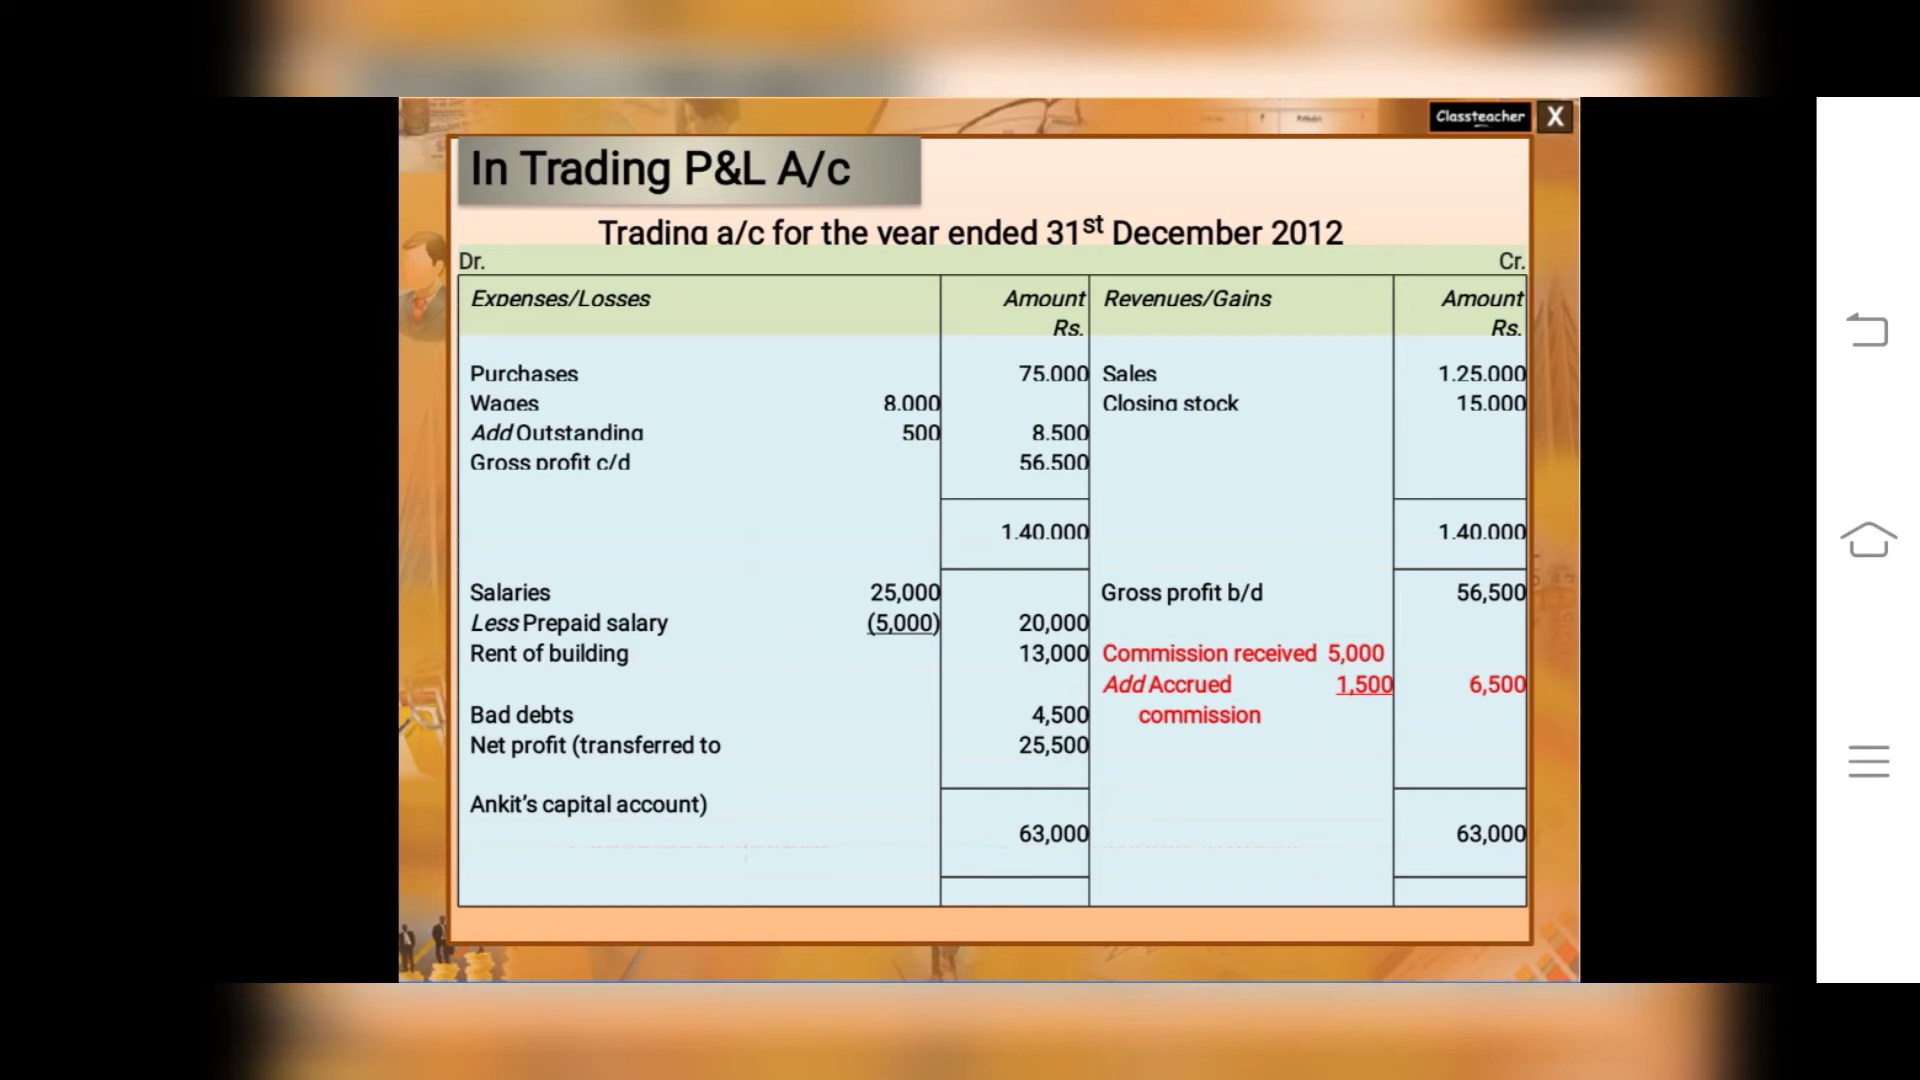 Classteacher X
In Trading P&L A/c
Trading a/c for the year ended 31st December 2012
Dr. Cr.
Expenses/Losses Amount Revenues/Gains Amount
Rs. Rs.
Purchases 75.000 Sales 1.25.000
Wages 8.000 Closing stock 15.000
Add Outstanding 500 8.500
Gross profit c/d 56.500
1.40.000 1.40.000
Salaries 25,000 Gross profit b/d 56,500
Less Prepaid salary (5,000) 20,000
Rent of building 13,000 Commission received 5,000
Add Accrued 1,500 6,500
Bad debts 4,500 commission
Net profit (transferred to 25,500
Ankit's capital account)
63,000 63,000